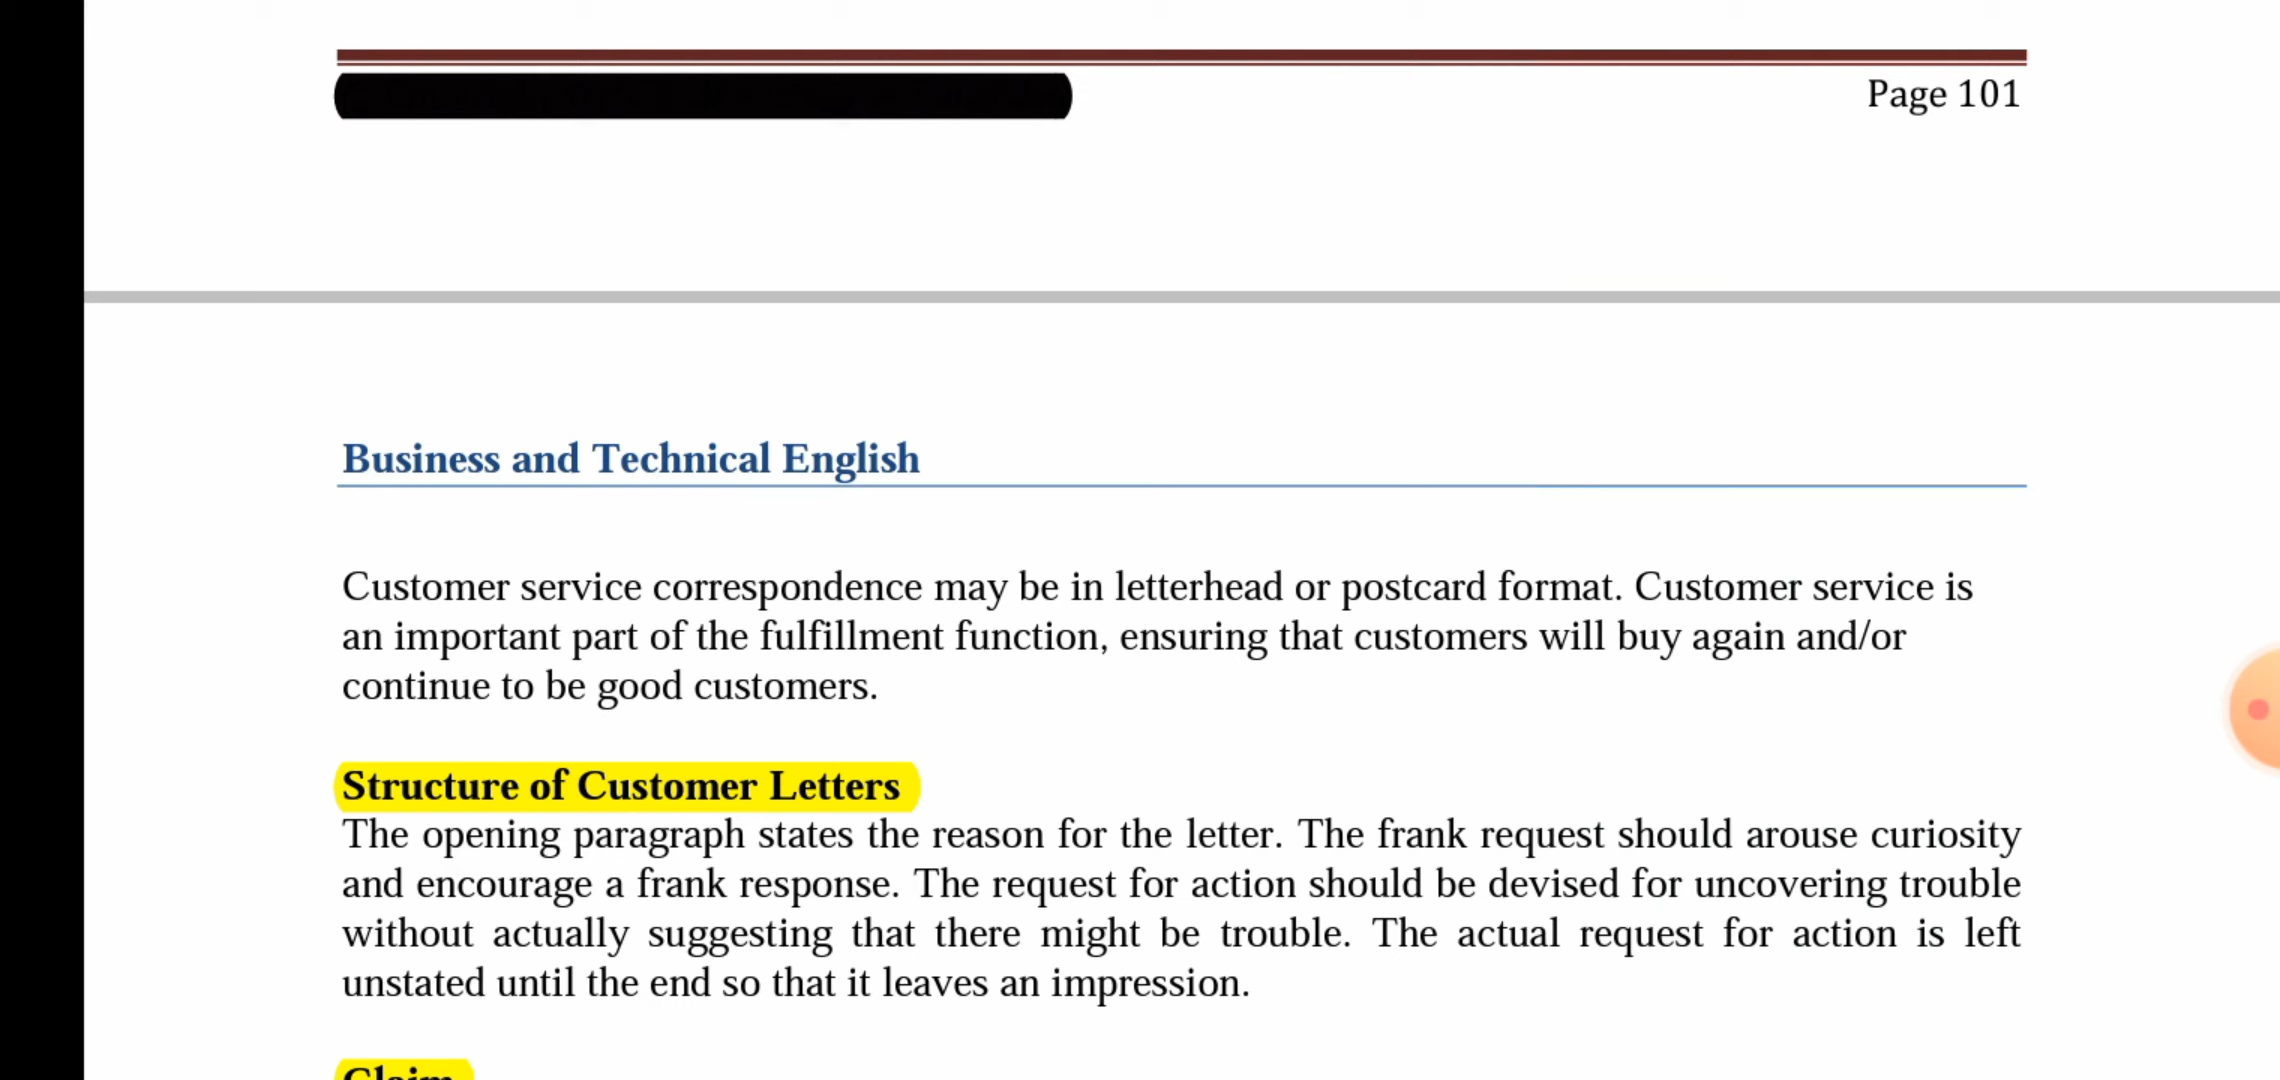 Page 101
Business and Technical English
Customer service correspondence may be in letterhead or postcard format. Customer service is
an important part of the fulfillment function, ensuring that customers will buy again and/or
continue to be good customers.
Structure of Customer Letters
The opening paragraph states the reason for the letter. The frank request should arouse curiosity
and encourage a frank response. The request for action should be devised for uncovering trouble
without actually suggesting that there might be trouble. The actual request for action is left
unstated until the end so that it leaves an impression.
Claim